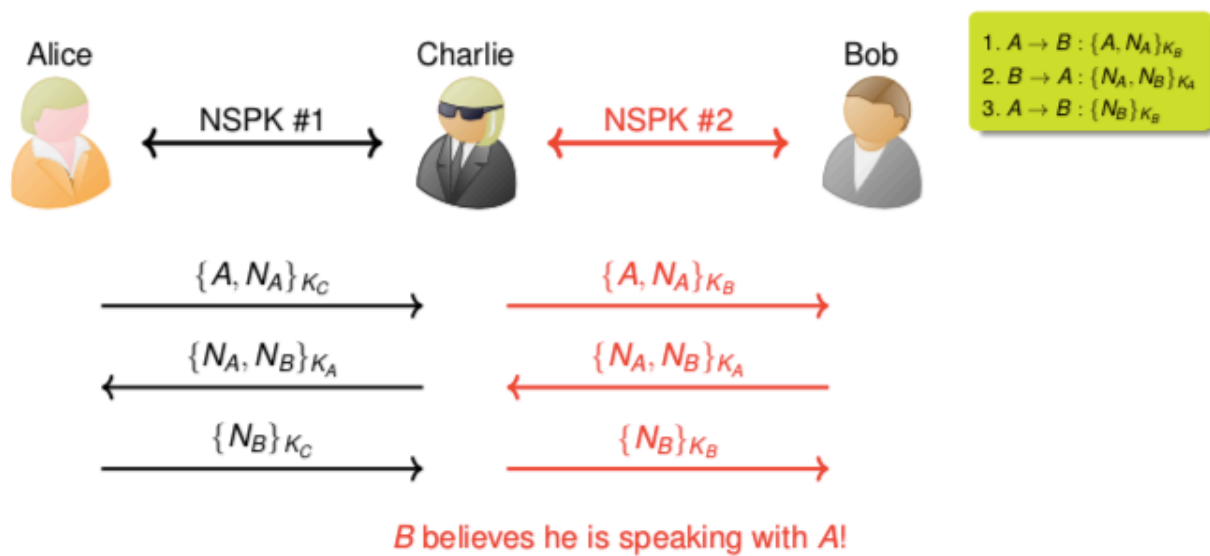 Alice
Charlie
Bob
1. A → B : {A, N_A}_{K_B}
2. B → A : {N_A, N_B}_{K_A}
3. A → B : {N_B}_{K_B}
NSPK #1
NSPK #2
{A, N_A}_{K_C}
{A, N_A}_{K_B}
{N_A, N_B}_{K_A}
{N_A, N_B}_{K_A}
{N_B}_{K_C}
{N_B}_{K_B}
B believes he is speaking with A!